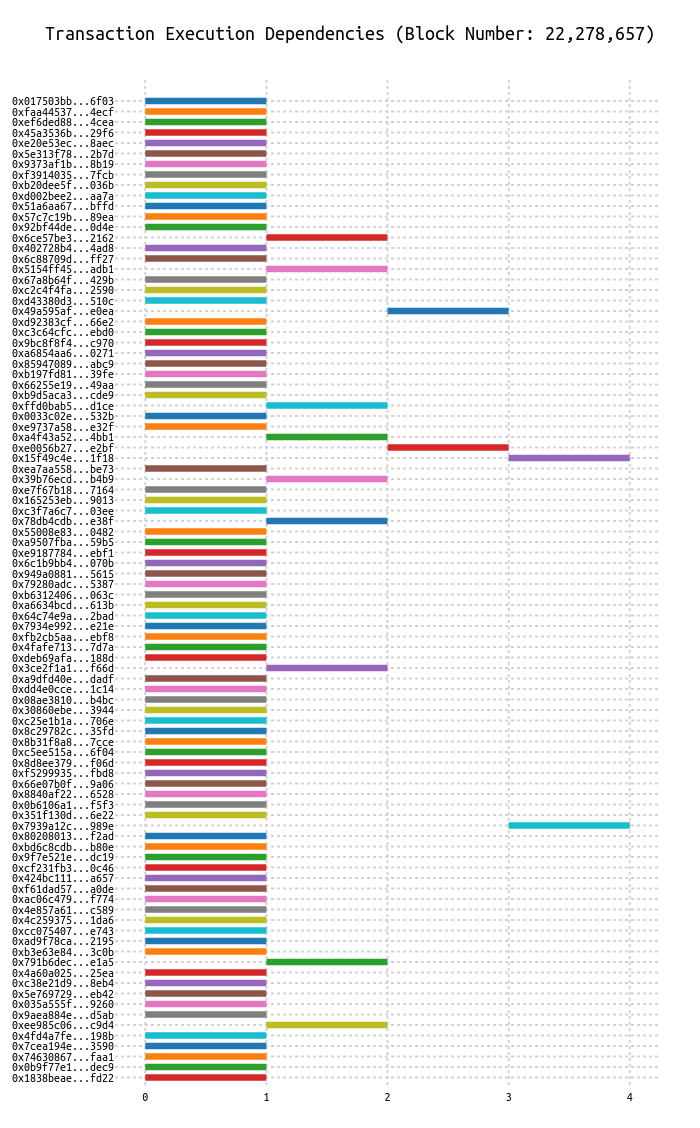 Transaction Execution Dependencies (Block Number: 22,278,657)
0x017503bb...6f03
0xfaa44537...4ecf
0xef6ded88...4cea
0x45a3536b...29f6
0xe20e53ec...8aec
0x5e313f78...2b7d
0x9373af1b...8b19
0xf3914035...7fcb
0xb20dee5f...036b
0xd002bee2...aa7a
0x51a6aa67...bffd
0x57c7c19b...89ea
0x92bf44de...0d4e
0x6ce57be3...2162
0x402728b4...4ad8
0x6c88709d...ff27
0x5154ff45...adb1
0x67a8b64f...429b
0xc2c4f4fa...2590
0xd43380d3...510c
0x49a595af...e0ea
0xd92383cf...66e2
0xc3c64cfc...ebd0
0x9bc8f8f4...c970
0xa6854aa6...0271
0x85947089...abc9
0xb197fd81...39fe
0x66255e19...49aa
0xb9d5aca3...cde9
0xffd0bab5...d1ce
0x0033c02e...532b
0xe9737a58...e32f
0xa4f43a52...4bb1
0xe0056b27...e2bf
0x15f49c4e...1f18
0xea7aa558...be73
0x39b76ecd...b4b9
0xe7f67b18...7164
0x165253eb...9013
0xc3f7a6c7...03ee
0x78db4cdb...e38f
0x55008e83...0482
0xa9507fba...59b5
0xe9187784...ebf1
0x6c1b9bb4...070b
0x949a0881...5615
0x79280adc...5387
0xb6312406...063c
0xa6634bcd...613b
0x64c74e9a...2bad
0x7934e992...e21e
0xfb2cb5aa...ebf8
0x4fafe713...7d7a
0xdeb69afa...188d
0x3ce2f1a1...f66d
0xa9dfd40e...dadf
0xdd4e0cce...1c14
0x08ae3810...b4bc
0x30860ebe...3944
0xc25e1b1a...706e
0x8c29782c...35fd
0x8b31f8a8...7cce
0xc5ee515a...6f04
0x8d8ee379...f06d
0xf5299935...fbd8
0x66e07b0f...9a06
0x8840af22...6528
0x0b6106a1...f5f3
0x351f130d...6e22
0x7939a12c...989e
0x80208013...f2ad
0xbd6c8cdb...b80e
0x9f7e521e...dc19
0xcf231fb3...0c46
0x424bc111...a657
0xf61dad57...a0de
0xac06c479...f774
0x4e857a61...c589
0x4c259375...1da6
0xcc075407...e743
0xad9f78ca...2195
0xb3e63e84...3c0b
0x791b6dec...e1a5
0x4a60a025...25ea
0xc38e21d9...8eb4
0x5e769729...eb42
0x035a555f...9260
0x9aea884e...d5ab
0xee985c06...c9d4
0x4fd4a7fe...198b
0x7cea194e...3590
0x74630867...faa1
0x0b9f77e1...dec9
0x1838beae...fd22
0 1 2 3 4